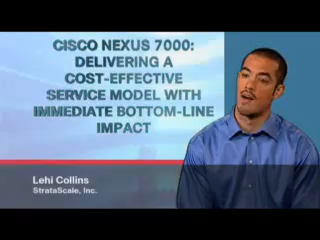 CISCO NEXUS 7000:
DELIVERING A
COST-EFFECTIVE
SERVICE MODEL WITH
IMMEDIATE BOTTOM-LINE
IMPACT
Lehi Collins
StrataScale, Inc.